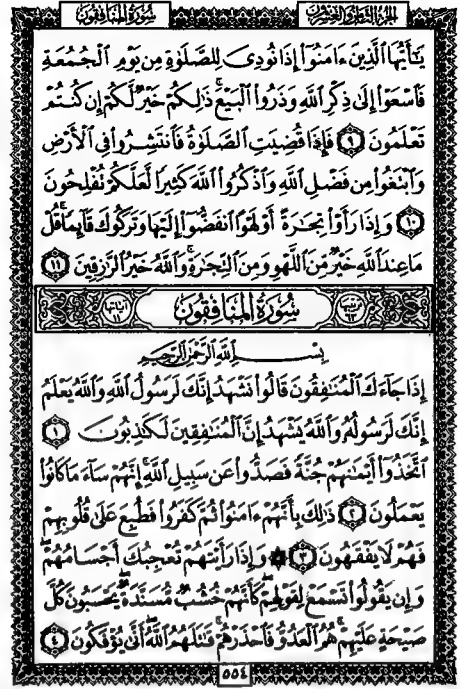 الجزء الثامن والعشرون
سورة المنافقون
يَٰٓأَيُّهَا ٱلَّذِينَ ءَامَنُوٓا۟ إِذَا نُودِىَ لِلصَّلَوٰةِ مِن يَوْمِ ٱلْجُمُعَةِ
فَٱسْعَوْا۟ إِلَىٰ ذِكْرِ ٱللَّهِ وَذَرُوا۟ ٱلْبَيْعَ ۚ ذَٰلِكُمْ خَيْرٌ لَّكُمْ إِن كُنتُمْ
تَعْلَمُونَ ٩ فَإِذَا قُضِيَتِ ٱلصَّلَوٰةُ فَٱنتَشِرُوا۟ فِى ٱلْأَرْضِ
وَٱبْتَغُوا۟ مِن فَضْلِ ٱللَّهِ وَٱذْكُرُوا۟ ٱللَّهَ كَثِيرًا لَّعَلَّكُمْ تُفْلِحُونَ
١٠ وَإِذَا رَأَوْا۟ تِجَٰرَةً أَوْ لَهْوًا ٱنفَضُّوٓا۟ إِلَيْهَا وَتَرَكُوكَ قَآئِمًا ۚ قُلْ
مَا عِندَ ٱللَّهِ خَيْرٌ مِّنَ ٱللَّهْوِ وَمِنَ ٱلتِّجَٰرَةِ ۚ وَٱللَّهُ خَيْرُ ٱلرَّٰزِقِينَ ١١
ترتيبها ٦٣ سُورَةُ المُنَافِقُونَ آياتها ١١
بِسْمِ ٱللَّهِ ٱلرَّحْمَٰنِ ٱلرَّحِيمِ
إِذَا جَآءَكَ ٱلْمُنَٰفِقُونَ قَالُوا۟ نَشْهَدُ إِنَّكَ لَرَسُولُ ٱللَّهِ ۗ وَٱللَّهُ يَعْلَمُ
إِنَّكَ لَرَسُولُهُۥ وَٱللَّهُ يَشْهَدُ إِنَّ ٱلْمُنَٰفِقِينَ لَكَٰذِبُونَ ١
ٱتَّخَذُوٓا۟ أَيْمَٰنَهُمْ جُنَّةً فَصَدُّوا۟ عَن سَبِيلِ ٱللَّهِ ۚ إِنَّهُمْ سَآءَ مَا كَانُوا۟
يَعْمَلُونَ ٢ ذَٰلِكَ بِأَنَّهُمْ ءَامَنُوا۟ ثُمَّ كَفَرُوا۟ فَطُبِعَ عَلَىٰ قُلُوبِهِمْ
فَهُمْ لَا يَفْقَهُونَ ٣ ۞ وَإِذَا رَأَيْتَهُمْ تُعْجِبُكَ أَجْسَامُهُمْ ۖ
وَإِن يَقُولُوا۟ تَسْمَعْ لِقَوْلِهِمْ ۖ كَأَنَّهُمْ خُشُبٌ مُّسَنَّدَةٌ ۖ يَحْسَبُونَ كُلَّ
صَيْحَةٍ عَلَيْهِمْ ۚ هُمُ ٱلْعَدُوُّ فَٱحْذَرْهُمْ ۚ قَٰتَلَهُمُ ٱللَّهُ ۖ أَنَّىٰ يُؤْفَكُونَ ٤
٥٥٤